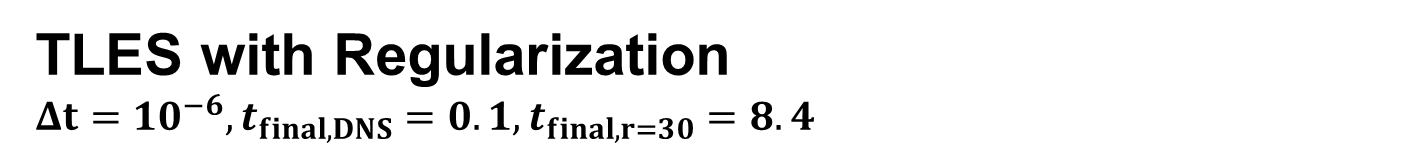 TLES with Regularization
Δt = 10⁻⁶, t_final,DNS = 0.1, t_final,r=30 = 8.4